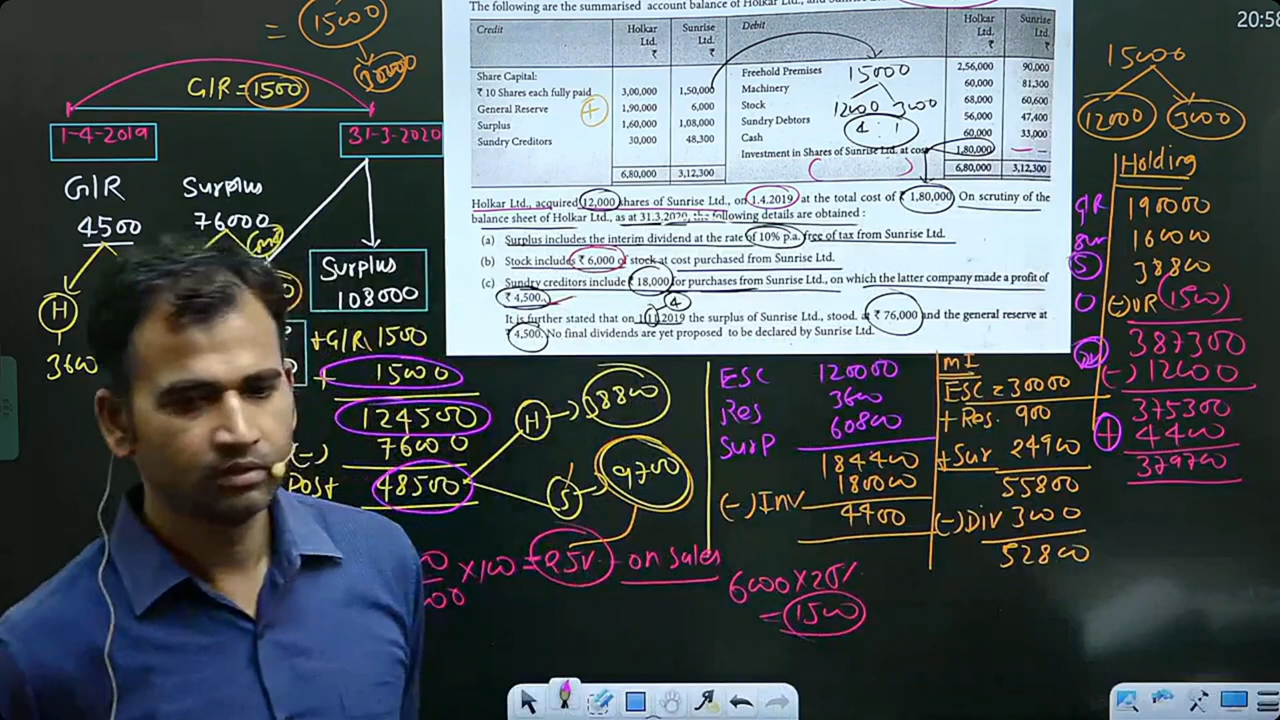 The following are the summarised account balance of Holkar Ltd., and
20:58
Credit Holkar Ltd. ₹ Sunrise Ltd. ₹ Debit Holkar Ltd. ₹ Sunrise Ltd. ₹
Share Capital: Freehold Premises 2,56,000 90,000
₹ 10 Shares each fully paid 3,00,000 1,50,000 Machinery 60,000 81,300
General Reserve 1,90,000 6,000 Stock 68,000 60,600
Surplus 1,60,000 1,08,000 Sundry Debtors 56,000 47,400
Sundry Creditors 30,000 48,300 Cash 60,000 33,000
Investment in Shares of Sunrise Ltd. at cost 1,80,000 –
6,80,000 3,12,300 6,80,000 3,12,300
15000
12000 3000
4 : 1
+
Holkar Ltd., acquired 12,000 shares of Sunrise Ltd., on 1.4.2019 at the total cost of ₹ 1,80,000. On scrutiny of the
balance sheet of Holkar Ltd., as at 31.3.2020, the following details are obtained :
(a) Surplus includes the interim dividend at the rate of 10% p.a. free of tax from Sunrise Ltd.
(b) Stock includes ₹ 6,000 of stock at cost purchased from Sunrise Ltd.
(c) Sundry creditors include ₹ 18,000 for purchases from Sunrise Ltd., on which the latter company made a profit of
₹ 4,500.
4
It is further stated that on 1.1.2019 the surplus of Sunrise Ltd., stood at ₹ 76,000 and the general reserve at
₹ 4,500. No final dividends are yet proposed to be declared by Sunrise Ltd.
= 1500
G/R = 1500
1-4-2019 31-3-2020
G/R Surplus
4500 76000
H
3600
Surplus
108000
+G/R 1500
+ 15000
124500
(-) 76000
Post 48500
H → 38800
S → 9700
×100 = 25% on sales
6000×25%
= 1500
ESC 120000
Res 3600
Surp 60800
184400
(-) Inv 180000
4400
MI
ESC = 30000
+ Res. 900
+ Sur 24900
55800
(-) Div 3000
52800
15000
12000 3000
Holding
G/R 190000
Sur 160000
S 38800
(-) UR (1500)
387300
(-) 12000
375300
+ 4400
379700